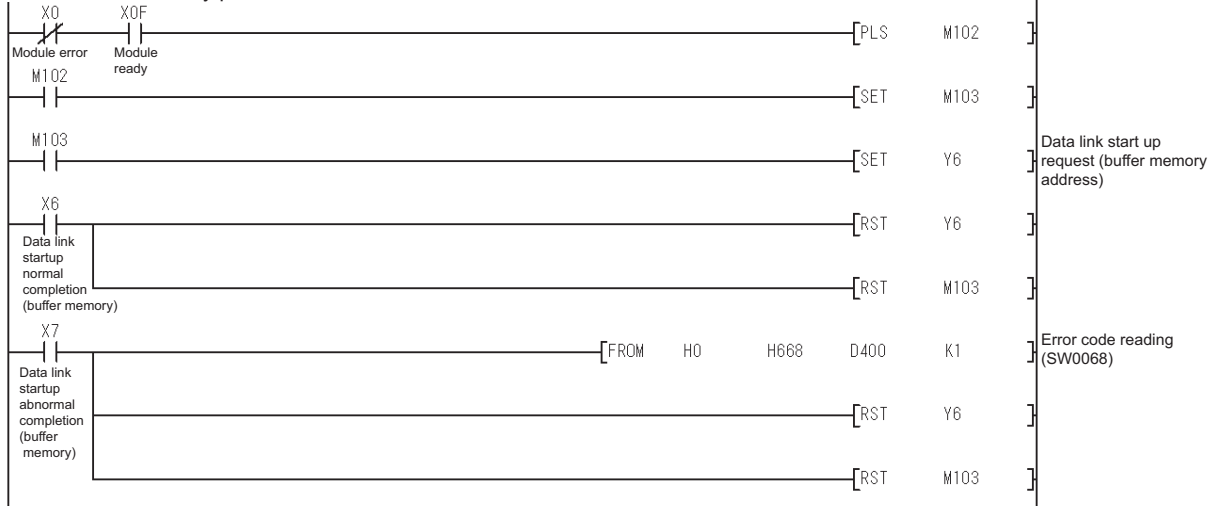 X0 X0F
[PLS M102 ]
Module error Module
ready
M102
[SET M103 ]
M103
[SET Y6 ]
Data link start up
request (buffer memory
address)
X6
[RST Y6 ]
Data link
startup
normal
completion
(buffer memory)
[RST M103 ]
X7
[FROM H0 H668 D400 K1 ]
Error code reading
(SW0068)
Data link
startup
abnormal
completion
(buffer
memory)
[RST Y6 ]
[RST M103 ]